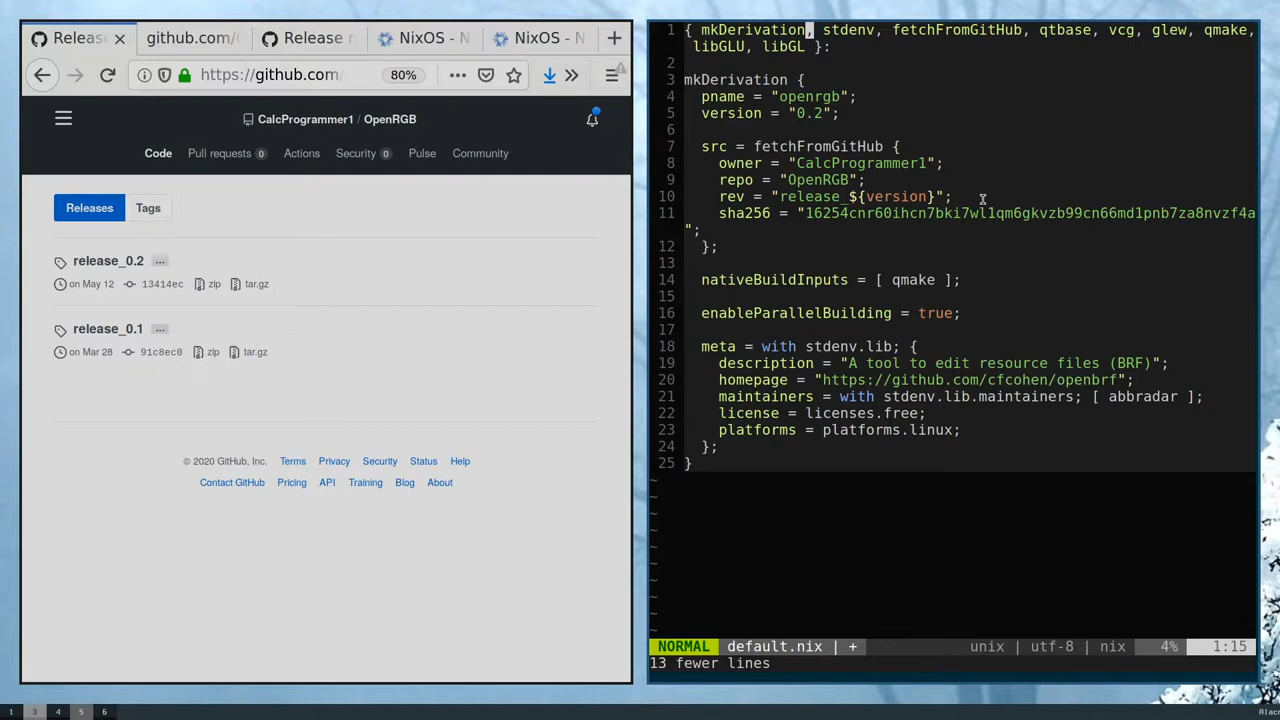 Release
github.com/
Release r
NixOS - N
NixOS - N
https://github.com/
80%
CalcProgrammer1 / OpenRGB
Code
Pull requests 0
Actions
Security 0
Pulse
Community
Releases
Tags
release_0.2 ...
on May 12 13414ec zip tar.gz
release_0.1 ...
on Mar 28 91c8ec0 zip tar.gz
© 2020 GitHub, Inc. Terms Privacy Security Status Help
Contact GitHub Pricing API Training Blog About
1 { mkDerivation, stdenv, fetchFromGitHub, qtbase, vcg, glew, qmake,
libGLU, libGL }:
2
3 mkDerivation {
4 pname = "openrgb";
5 version = "0.2";
6
7 src = fetchFromGitHub {
8 owner = "CalcProgrammer1";
9 repo = "OpenRGB";
10 rev = "release_${version}";
11 sha256 = "16254cnr60ihcn7bki7wl1qm6gkvzb99cn66md1pnb7za8nvzf4a
";
12 };
13
14 nativeBuildInputs = [ qmake ];
15
16 enableParallelBuilding = true;
17
18 meta = with stdenv.lib; {
19 description = "A tool to edit resource files (BRF)";
20 homepage = "https://github.com/cfcohen/openbrf";
21 maintainers = with stdenv.lib.maintainers; [ abbradar ];
22 license = licenses.free;
23 platforms = platforms.linux;
24 };
25 }
~
~
~
~
~
~
~
~
~
~
NORMAL default.nix | + unix | utf-8 | nix 4% 1:15
13 fewer lines
1 3 4 5 6
Alacr